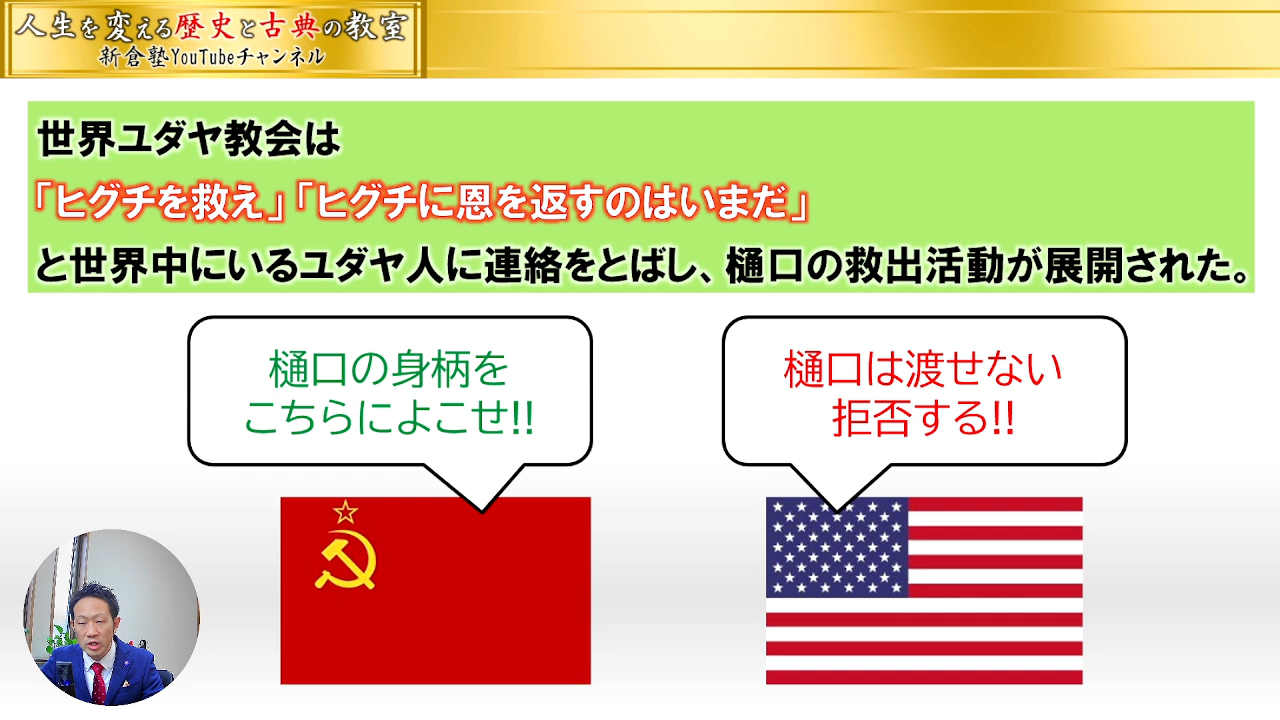 人生を変える歴史と古典の教室
新倉塾YouTubeチャンネル
世界ユダヤ教会は
「ヒグチを救え」「ヒグチに恩を返すのはいまだ」
と世界中にいるユダヤ人に連絡をとばし、樋口の救出活動が展開された。
樋口の身柄を
こちらによこせ!!
樋口は渡せない
拒否する!!